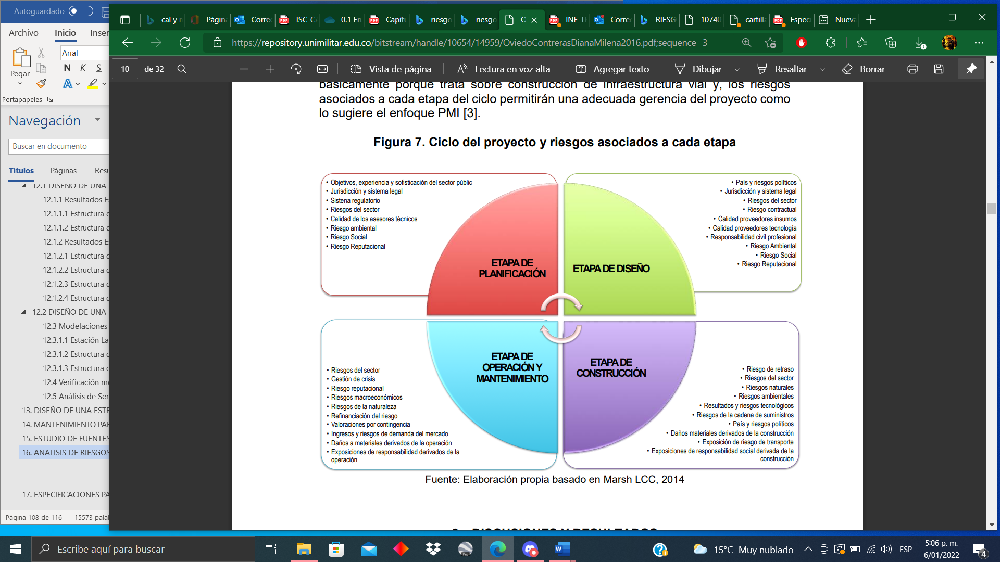 Autoguardado
Archivo
Inicio
Inser
Pegar
Arial
N K S
Portapapeles
Navegación
Buscar en documento
Títulos
Páginas
Resu
12.1 DISEÑO DE UNA
12.1.1 Resultados Es
12.1.1.1 Estructura d
12.1.1.2 Estructura d
12.1.2 Resultados Es
12.1.2.1 Estructura d
12.1.2.2 Estructura d
12.1.2.3 Estructura d
12.1.2.4 Estructura d
12.2 DISEÑO DE UNA
12.3 Modelaciones
12.3.1.1 Estación La
12.3.1.2 Estructura d
12.3.1.3 Estructura d
12.4 Verificación me
12.5 Análisis de Sen
13. DISEÑO DE UNA ESTR
14. MANTENIMIENTO PAR
15. ESTUDIO DE FUENTES
16. ANALISIS DE RIESGOS
17. ESPECIFICACIONES PA
Página 108 de 116
15573 palab
cal y r
Página
Corre
ISC-CA
0.1 En
Capítu
riesgo
riesgo
O
INF-TF
Corre
RIESG
10740
cartilla
Especi
Nueva
https://repository.unimilitar.edu.co/bitstream/handle/10654/14959/OviedoContrerasDianaMilena2016.pdf;sequence=3
10 de 32
Vista de página
Lectura en voz alta
Agregar texto
Dibujar
Resaltar
Borrar
básicamente porque trata sobre construcción de infraestructura vial y, los riesgos
asociados a cada etapa del ciclo permitirán una adecuada gerencia del proyecto como
lo sugiere el enfoque PMI [3].
Figura 7. Ciclo del proyecto y riesgos asociados a cada etapa
• Objetivos, experiencia y sofisticación del sector públic
• Jurisdicción y sistema legal
• Sistena regulatorio
• Riesgos del sector
• Calidad de los asesores técnicos
• Riesgo ambiental
• Riesgo Social
• Riesgo Reputacional
ETAPA DE
PLANIFICACIÓN
• País y riesgos políticos
• Jurisdicción y sistema legal
• Riesgos del sector
• Riesgo contractual
• Calidad proveedores insumos
• Calidad proveedores tecnología
• Responsabilidad civil profesional
• Riesgo Ambiental
• Riesgo Social
• Riesgo Reputacional
ETAPA DE DISEÑO
ETAPA DE
OPERACIÓN Y
MANTENIMIENTO
• Riesgos del sector
• Gestión de crisis
• Riesgo reputacional
• Riesgos macroeconómicos
• Riesgos de la naturaleza
• Refinanciación del riesgo
• Valoraciones por contingencia
• Ingresos y riesgos de demanda del mercado
• Daños a materiales derivados de la operación
• Exposiciones de responsabilidad derivados de la
operación
ETAPA DE
CONSTRUCCIÓN
• Riesgo de retraso
• Riesgos del sector
• Riesgos naturales
• Riesgos ambientales
• Resultados y riesgos tecnológicos
• Riesgos de la cadena de suministros
• País y riesgos políticos
• Daños materiales derivados de la construcción
• Exposición de riesgo de transporte
• Exposiciones de responsabilidad social derivada de la
construcción
Fuente: Elaboración propia basado en Marsh LCC, 2014
DISCUSIONES Y RESULTADOS
Escribe aquí para buscar
15°C Muy nublado
ESP
5:06 p. m.
6/01/2022
4